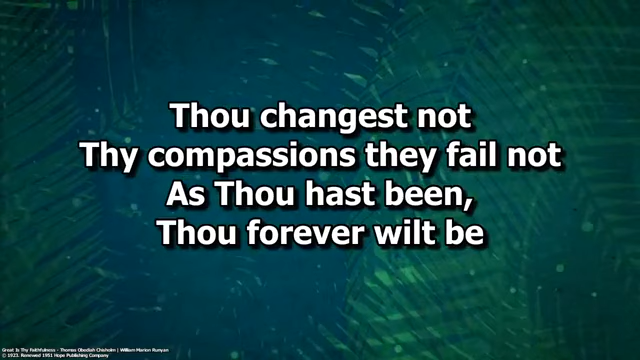 Thou changest not
Thy compassions they fail not
As Thou hast been,
Thou forever wilt be
Great Is Thy Faithfulness - Thomas Obediah Chisholm | William Marion Runyan
© 1923. Renewed 1951 Hope Publishing Company